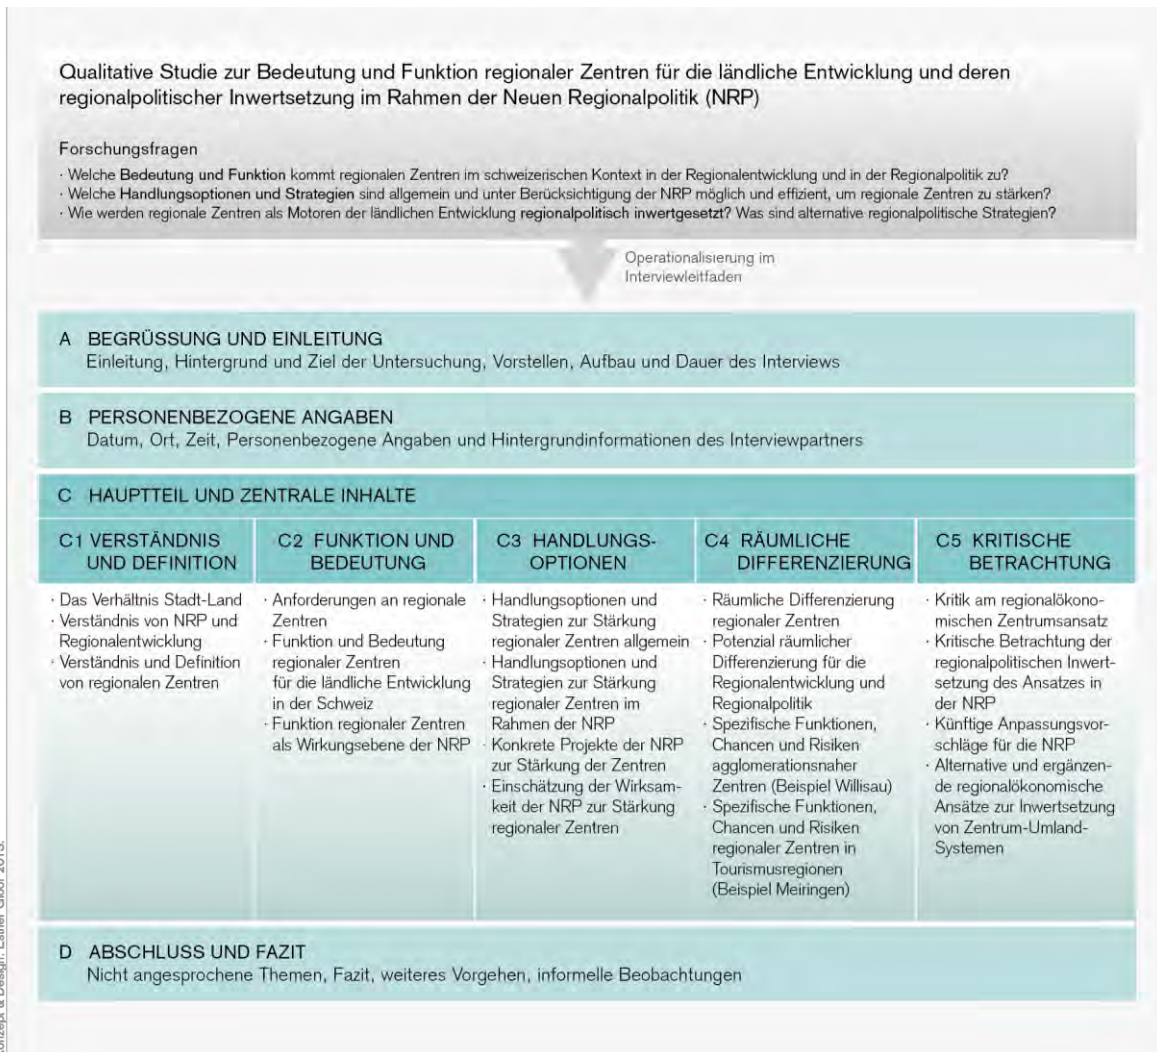 Qualitative Studie zur Bedeutung und Funktion regionaler Zentren für die ländliche Entwicklung und deren
regionalpolitischer Inwertsetzung im Rahmen der Neuen Regionalpolitik (NRP)
Forschungsfragen
· Welche Bedeutung und Funktion kommt regionalen Zentren im schweizerischen Kontext in der Regionalentwicklung und in der Regionalpolitik zu?
· Welche Handlungsoptionen und Strategien sind allgemein und unter Berücksichtigung der NRP möglich und effizient, um regionale Zentren zu stärken?
· Wie werden regionale Zentren als Motoren der ländlichen Entwicklung regionalpolitisch inwertgesetzt? Was sind alternative regionalpolitische Strategien?
Operationalisierung im
Interviewleitfaden
A BEGRÜSSUNG UND EINLEITUNG
Einleitung, Hintergrund und Ziel der Untersuchung, Vorstellen, Aufbau und Dauer des Interviews
B PERSONENBEZOGENE ANGABEN
Datum, Ort, Zeit, Personenbezogene Angaben und Hintergrundinformationen des Interviewpartners
C HAUPTTEIL UND ZENTRALE INHALTE
C1 VERSTÄNDNIS
UND DEFINITION
· Das Verhältnis Stadt-Land
· Verständnis von NRP und
Regionalentwicklung
· Verständnis und Definition
von regionalen Zentren
C2 FUNKTION UND
BEDEUTUNG
· Anforderungen an regionale
Zentren
· Funktion und Bedeutung
regionaler Zentren
für die ländliche Entwicklung
in der Schweiz
· Funktion regionaler Zentren
als Wirkungsebene der NRP
C3 HANDLUNGS-
OPTIONEN
· Handlungsoptionen und
Strategien zur Stärkung
regionaler Zentren allgemein
· Handlungsoptionen und
Strategien zur Stärkung
regionaler Zentren im
Rahmen der NRP
· Konkrete Projekte der NRP
zur Stärkung der Zentren
· Einschätzung der Wirksam-
keit der NRP zur Stärkung
regionaler Zentren
C4 RÄUMLICHE
DIFFERENZIERUNG
· Räumliche Differenzierung
regionaler Zentren
· Potenzial räumlicher
Differenzierung für die
Regionalentwicklung und
Regionalpolitik
· Spezifische Funktionen,
Chancen und Risiken
agglomerationsnaher
Zentren (Beispiel Willisau)
· Spezifische Funktionen,
Chancen und Risiken
regionaler Zentren in
Tourismusregionen
(Beispiel Meiringen)
C5 KRITISCHE
BETRACHTUNG
· Kritik am regionalökono-
mischen Zentrumsansatz
· Kritische Betrachtung der
regionalpolitischen Inwert-
setzung des Ansatzes in
der NRP
· Künftige Anpassungsvor-
schläge für die NRP
· Alternative und ergänzen-
de regionalökonomische
Ansätze zur Inwertsetzung
von Zentrum-Umland-
Systemen
D ABSCHLUSS UND FAZIT
Nicht angesprochene Themen, Fazit, weiteres Vorgehen, informelle Beobachtungen
& Design: Esther